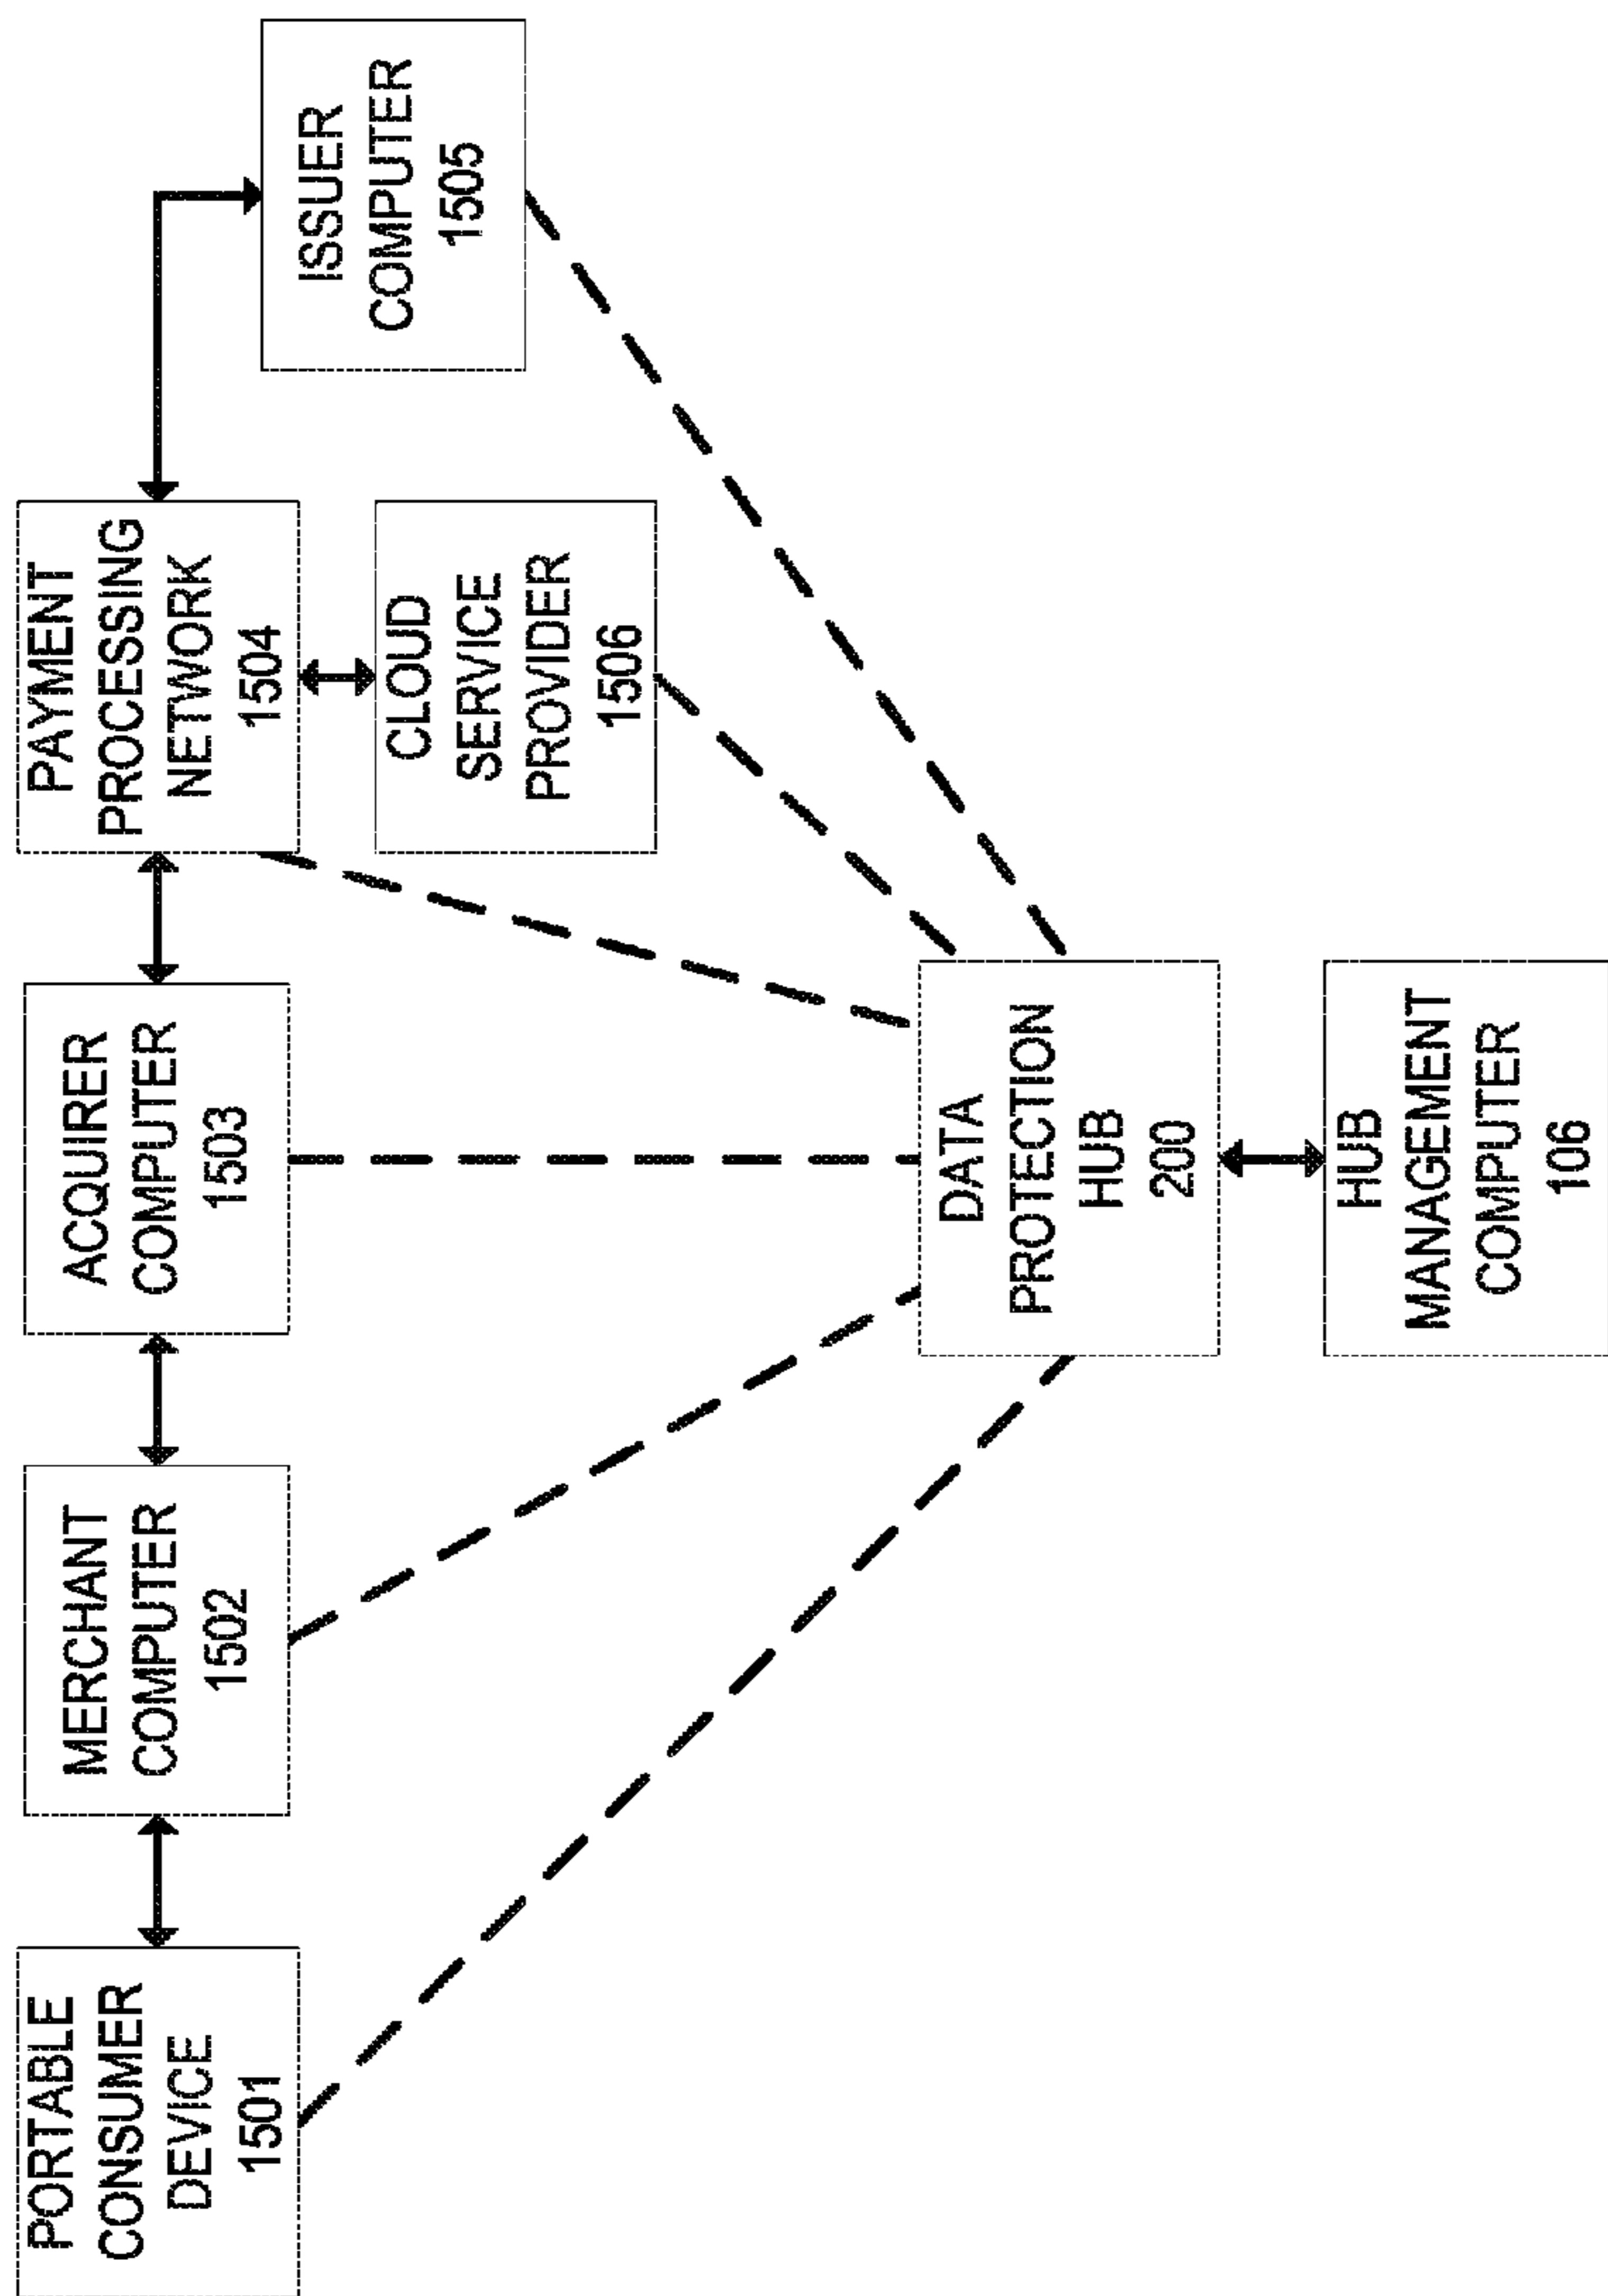 PORTABLE
CONSUMER
DEVICE
1501
MERCHANT
COMPUTER
1502
ACQUIRER
COMPUTER
1503
PAYMENT
PROCESSING
NETWORK
1504
ISSUER
COMPUTER
1505
CLOUD
SERVICE
PROVIDER
1506
DATA
PROTECTION
HUB
200
HUB
MANAGEMENT
COMPUTER
106